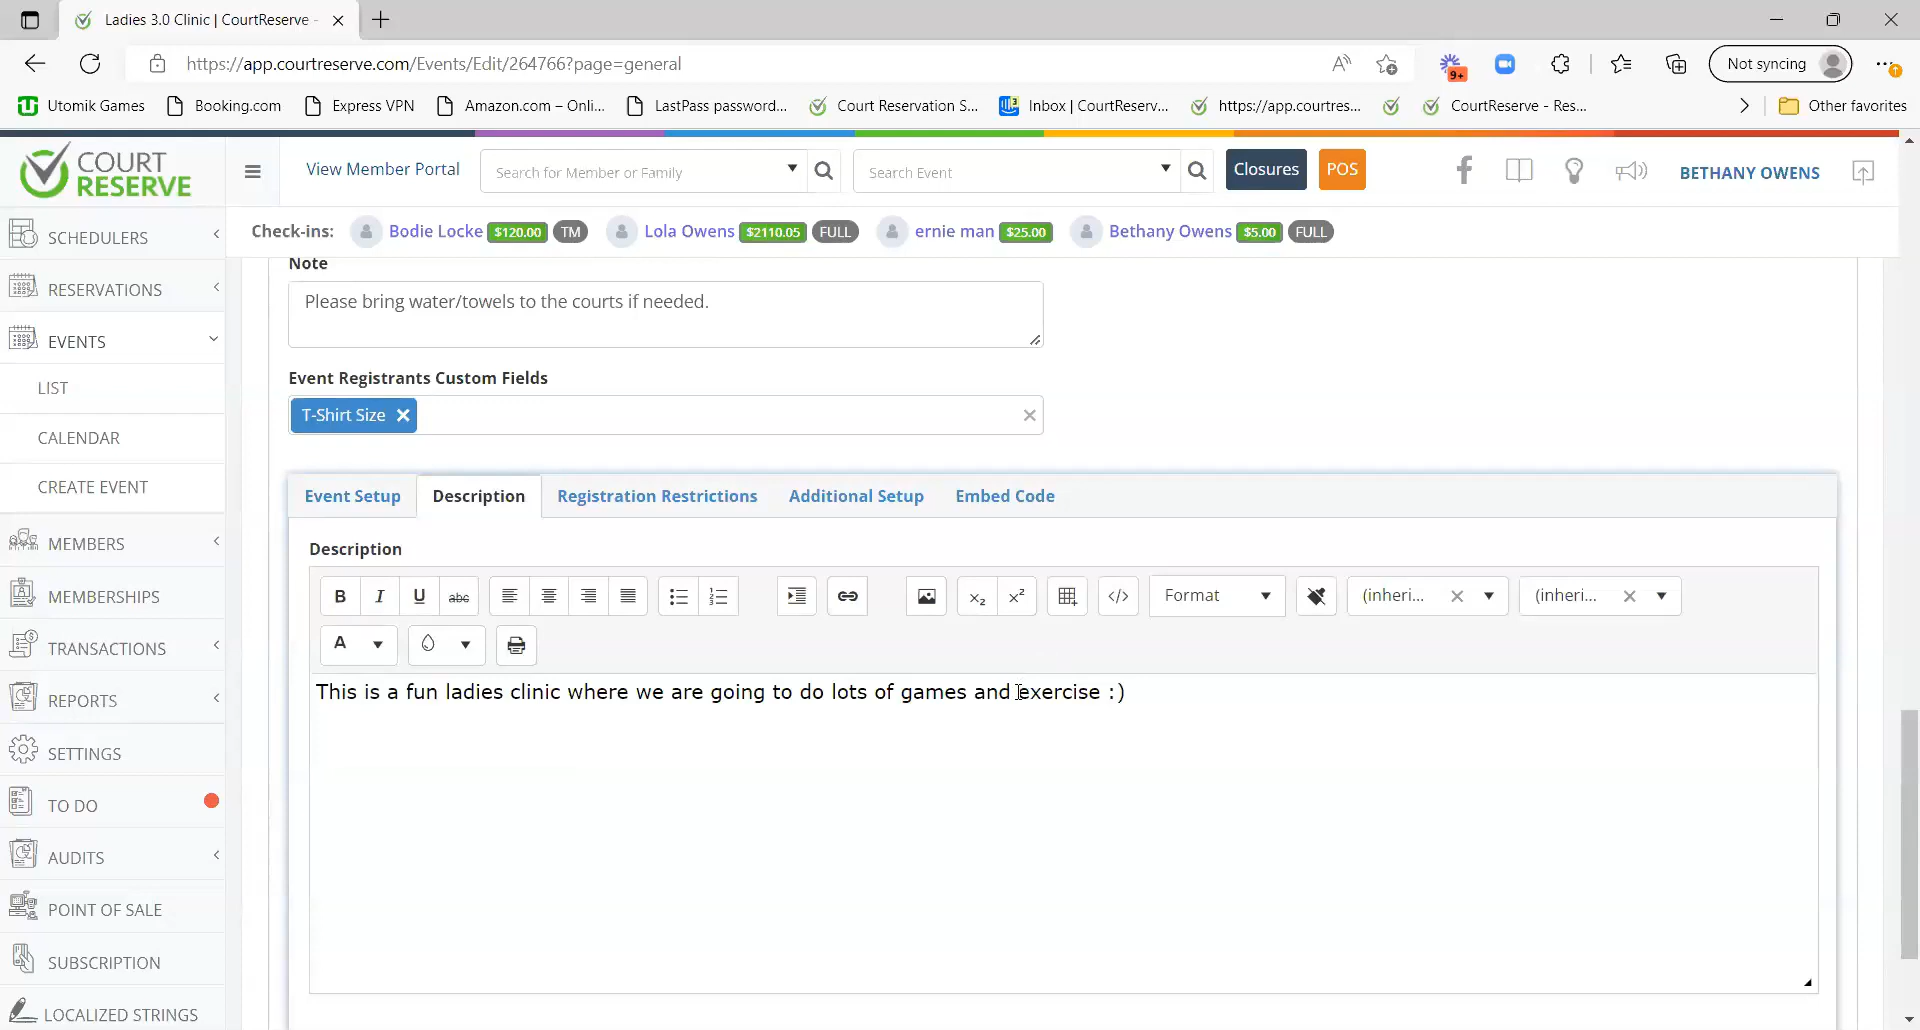 Ladies 3.0 Clinic | CourtReserve -
https://app.courtreserve.com/Events/Edit/264766?page=general
9+
Not syncing
Utomik Games
Booking.com
Express VPN
Amazon.com – Onli...
LastPass password...
Court Reservation S...
Inbox | CourtReserv...
https://app.courtres...
CourtReserve - Res...
Other favorites
COURT
RESERVE
View Member Portal
Search for Member or Family
Search Event
Closures
POS
BETHANY OWENS
Check-ins:
Bodie Locke $120.00 TM
Lola Owens $2110.05 FULL
ernie man $25.00
Bethany Owens $5.00 FULL
SCHEDULERS
RESERVATIONS
EVENTS
LIST
CALENDAR
CREATE EVENT
MEMBERS
MEMBERSHIPS
TRANSACTIONS
REPORTS
SETTINGS
TO DO
AUDITS
POINT OF SALE
SUBSCRIPTION
LOCALIZED STRINGS
Note
Please bring water/towels to the courts if needed.
Event Registrants Custom Fields
T-Shirt Size
Event Setup
Description
Registration Restrictions
Additional Setup
Embed Code
Description
B I U abc
Format
(inheri...
(inheri...
A
This is a fun ladies clinic where we are going to do lots of games and exercise :)